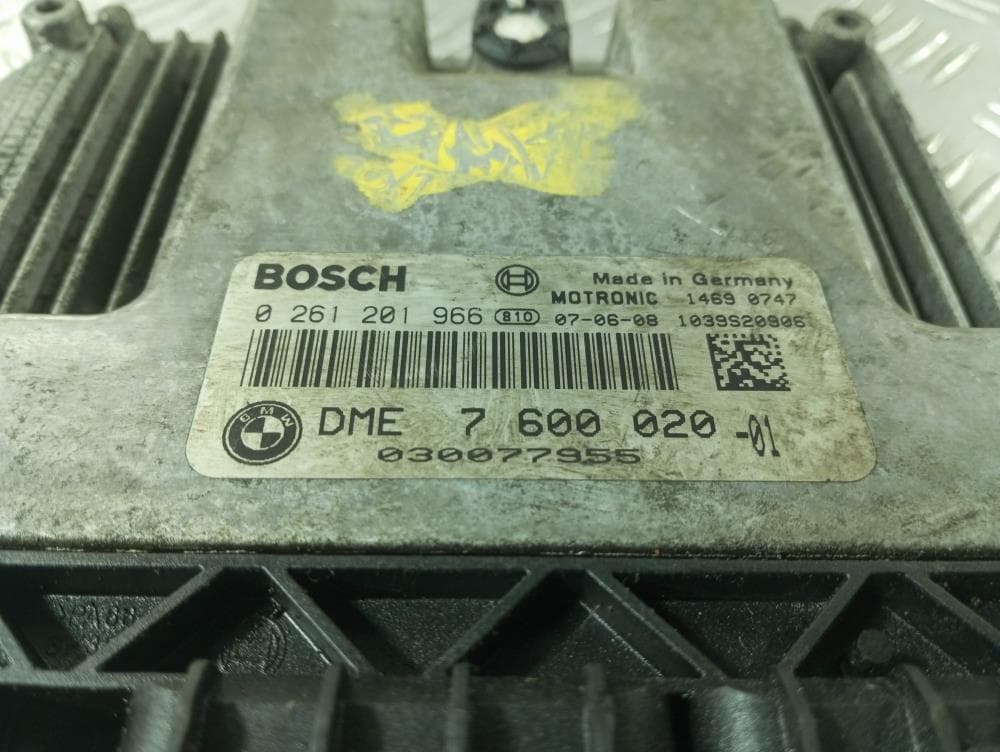 BOSCH
Made in Germany
MOTRONIC 1469 0747
0 261 201 966 810 07-06-08 1039S20906
BMW DME 7 600 020 -01
030077955